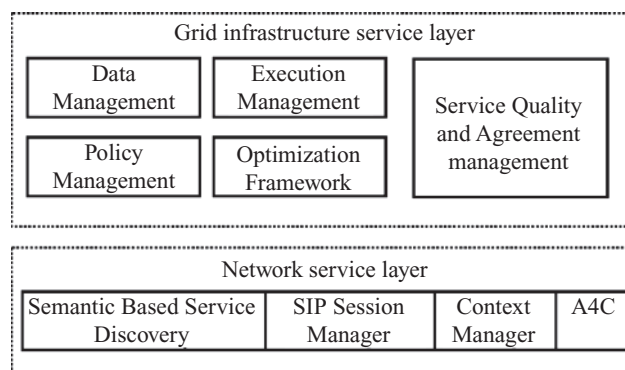 Grid infrastructure service layer
Data
Management
Execution
Management
Service Quality
and Agreement
management
Policy
Management
Optimization
Framework
Network service layer
Semantic Based Service
Discovery
SIP Session
Manager
Context
Manager
A4C